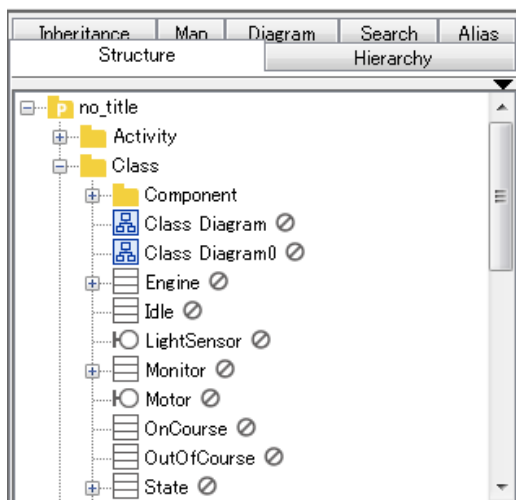 Inheritance Map Diagram Search Alias
Structure Hierarchy
P no_title
Activity
Class
Component
Class Diagram
Class Diagram0
Engine
Idle
LightSensor
Monitor
Motor
OnCourse
OutOfCourse
State